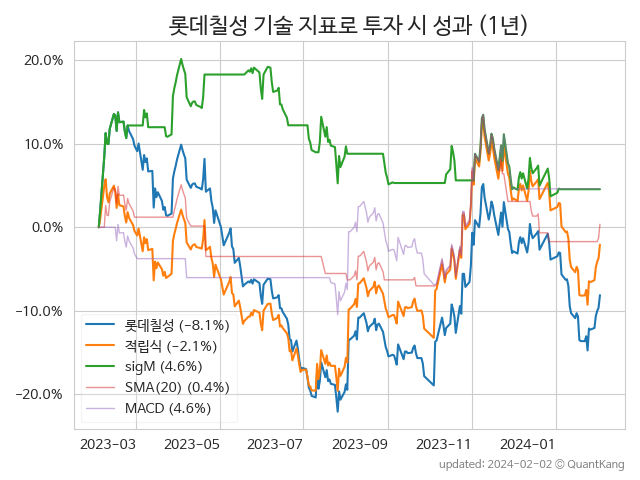 롯데칠성 기술 지표로 투자 시 성과 (1년)
20.0%
10.0%
0.0%
−10.0%
−20.0%
롯데칠성 (−8.1%)
적립식 (−2.1%)
sigM (4.6%)
SMA(20) (0.4%)
MACD (4.6%)
2023-03 2023-05 2023-07 2023-09 2023-11 2024-01
updated: 2024-02-02 © QuantKang